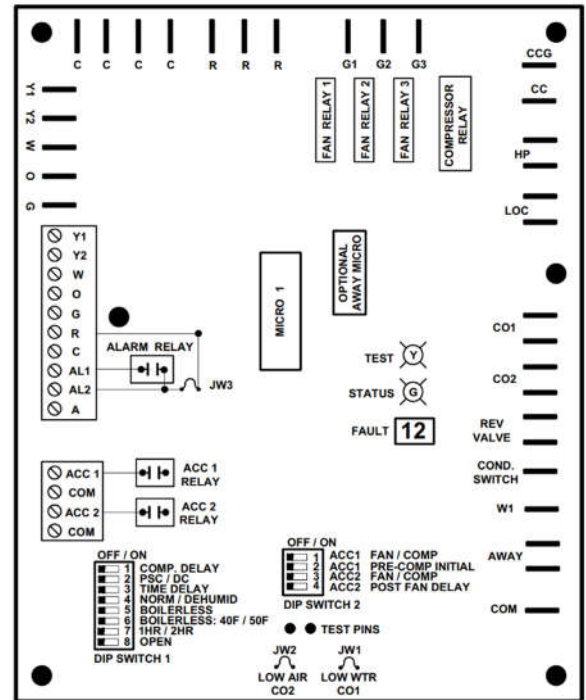 C C C C R R R G1 G2 G3
CCG
CC
HP
LOC
Y1
Y2
W
O
G
FAN RELAY 1
FAN RELAY 2
FAN RELAY 3
COMPRESSOR
RELAY
Y1
Y2
W
O
G
R
C
AL1
AL2
A
ALARM RELAY
JW3
MICRO 1
OPTIONAL
AWAY MICRO
TEST Y
STATUS G
FAULT 12
CO1
CO2
REV
VALVE
COND.
SWITCH
W1
AWAY
COM
ACC 1
COM
ACC 2
COM
ACC 1
RELAY
ACC 2
RELAY
OFF / ON
1 COMP. DELAY
2 PSC / DC
3 TIME DELAY
4 NORM / DEHUMID
5 BOILERLESS
6 BOILERLESS: 40F / 50F
7 1HR / 2HR
8 OPEN
DIP SWITCH 1
OFF / ON
1 ACC1 FAN / COMP
2 ACC1 PRE-COMP INITIAL
3 ACC2 FAN / COMP
4 ACC2 POST FAN DELAY
DIP SWITCH 2
TEST PINS
JW2
LOW AIR
CO2
JW1
LOW WTR
CO1